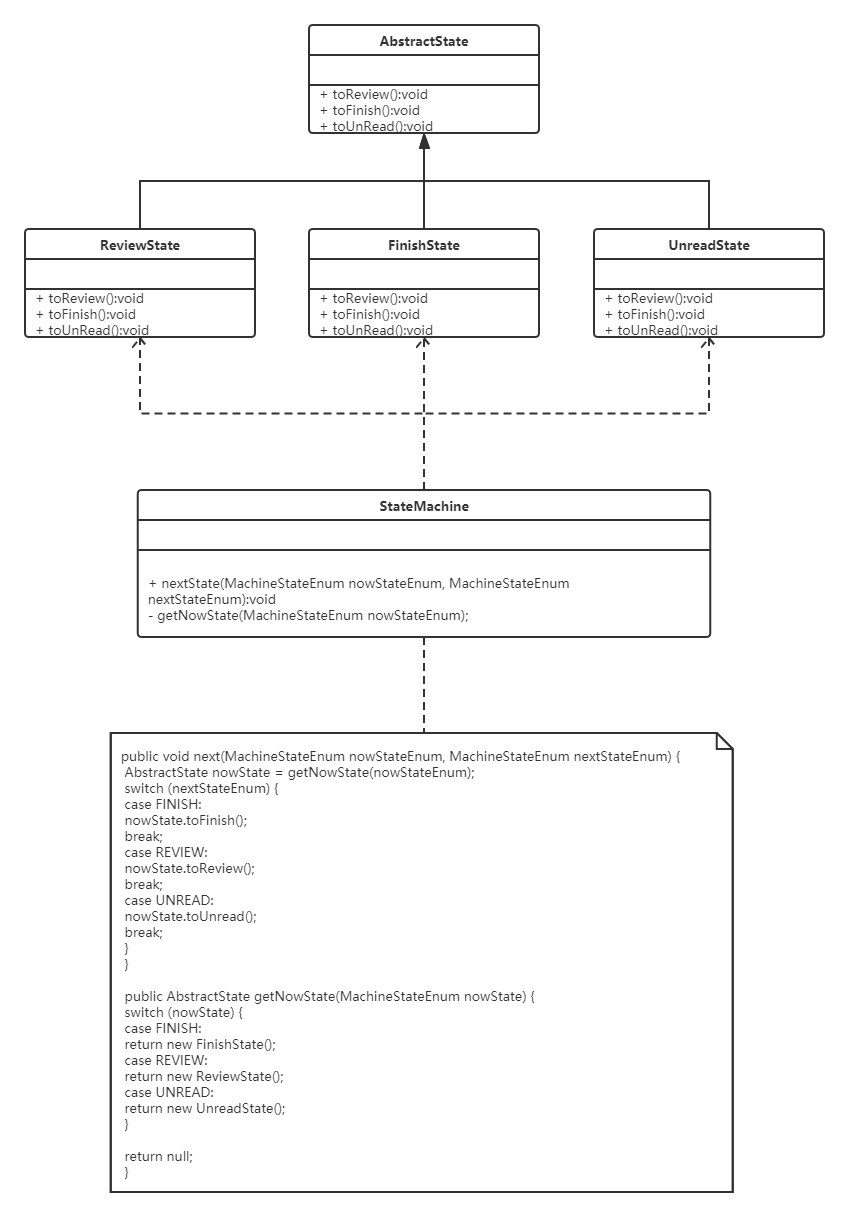 AbstractState
+ toReview():void
+ toFinish():void
+ toUnRead():void
ReviewState
+ toReview():void
+ toFinish():void
+ toUnRead():void
FinishState
+ toReview():void
+ toFinish():void
+ toUnRead():void
UnreadState
+ toReview():void
+ toFinish():void
+ toUnRead():void
StateMachine
+ nextState(MachineStateEnum nowStateEnum, MachineStateEnum
nextStateEnum):void
- getNowState(MachineStateEnum nowStateEnum);
public void next(MachineStateEnum nowStateEnum, MachineStateEnum nextStateEnum) {
AbstractState nowState = getNowState(nowStateEnum);
switch (nextStateEnum) {
case FINISH:
nowState.toFinish();
break;
case REVIEW:
nowState.toReview();
break;
case UNREAD:
nowState.toUnread();
break;
}
}
public AbstractState getNowState(MachineStateEnum nowState) {
switch (nowState) {
case FINISH:
return new FinishState();
case REVIEW:
return new ReviewState();
case UNREAD:
return new UnreadState();
}
return null;
}